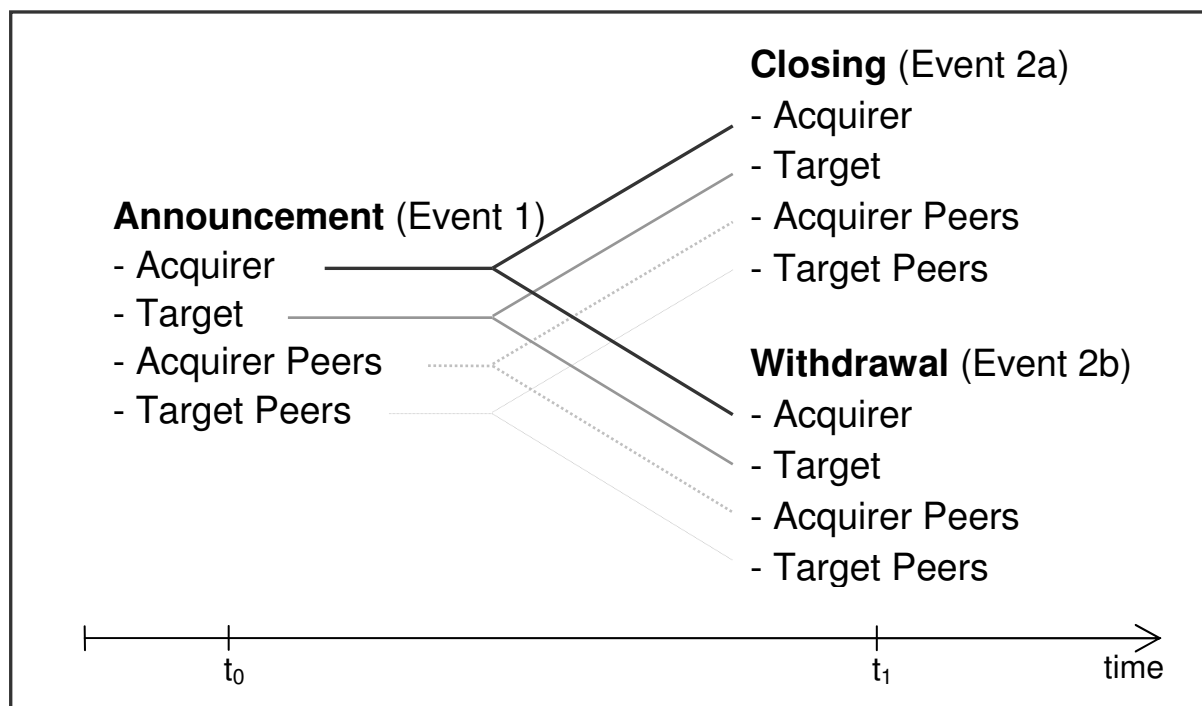 Announcement (Event 1)
- Acquirer
- Target
- Acquirer Peers
- Target Peers
Closing (Event 2a)
- Acquirer
- Target
- Acquirer Peers
- Target Peers
Withdrawal (Event 2b)
- Acquirer
- Target
- Acquirer Peers
- Target Peers
t₀
t₁
time